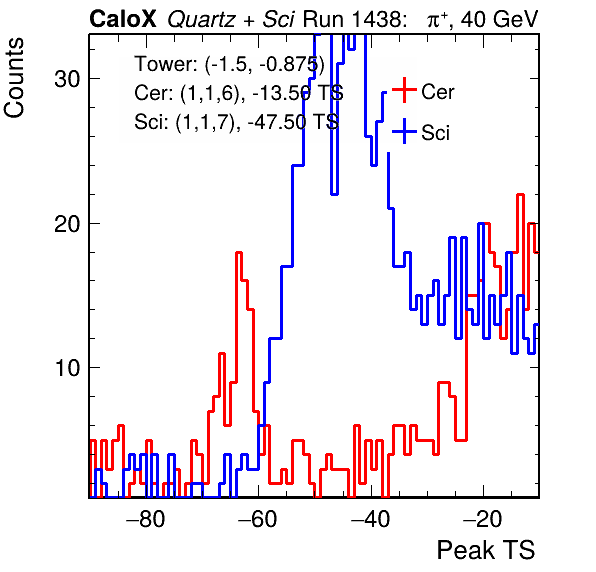 CaloX Quartz + Sci Run 1438: π⁺, 40 GeV
Counts
Tower: (-1.5, -0.875)
Cer: (1,1,6), -13.50 TS
Sci: (1,1,7), -47.50 TS
Cer
Sci
30
20
10
−80 −60 −40 −20
Peak TS